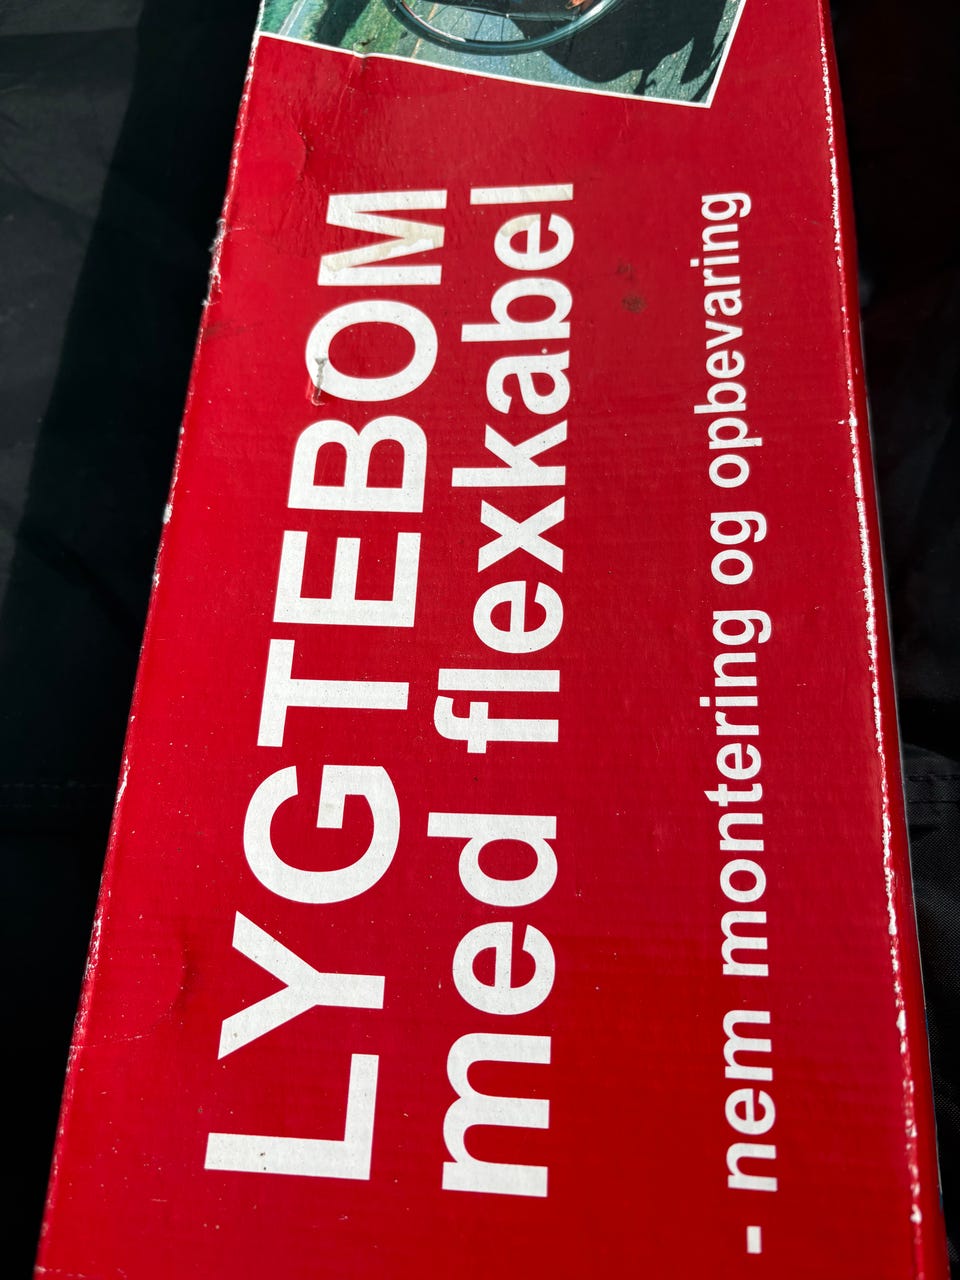 LYGTEBOM
med flexkabel
- nem montering og opbevaring